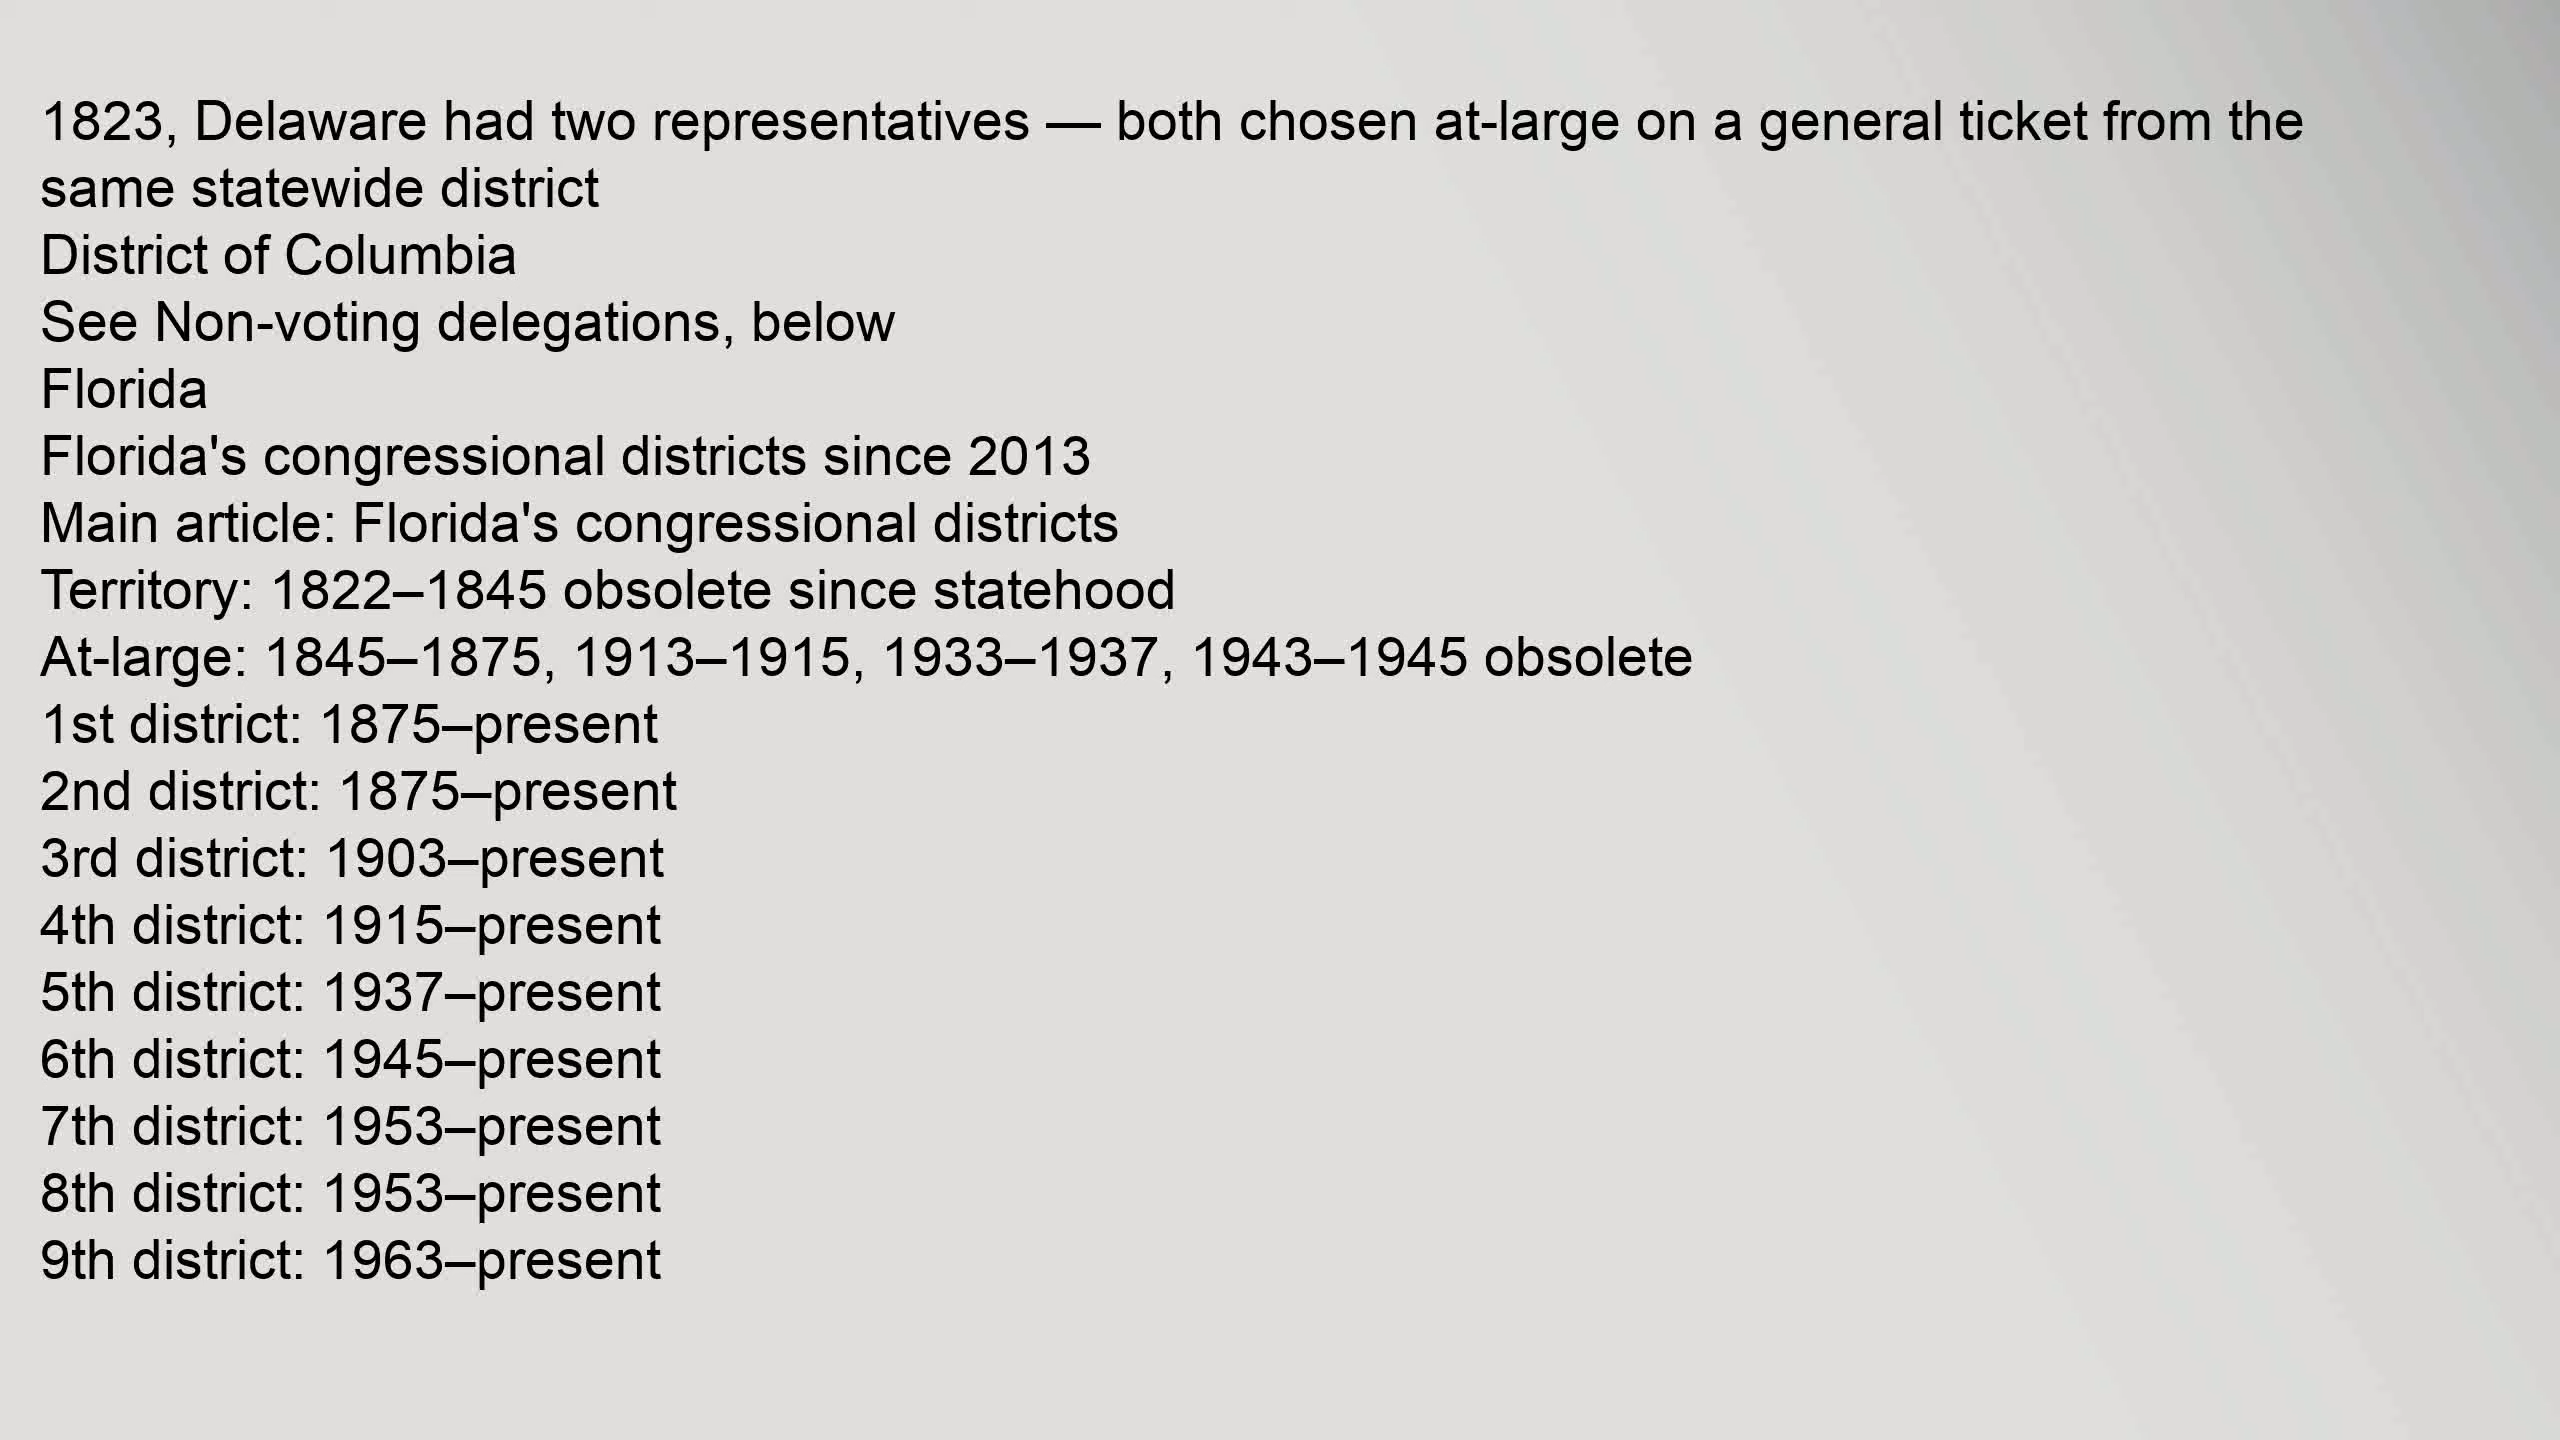 1823, Delaware had two representatives — both chosen at-large on a general ticket from the
same statewide district
District of Columbia
See Non-voting delegations, below
Florida
Florida's congressional districts since 2013
Main article: Florida's congressional districts
Territory: 1822–1845 obsolete since statehood
At-large: 1845–1875, 1913–1915, 1933–1937, 1943–1945 obsolete
1st district: 1875–present
2nd district: 1875–present
3rd district: 1903–present
4th district: 1915–present
5th district: 1937–present
6th district: 1945–present
7th district: 1953–present
8th district: 1953–present
9th district: 1963–present